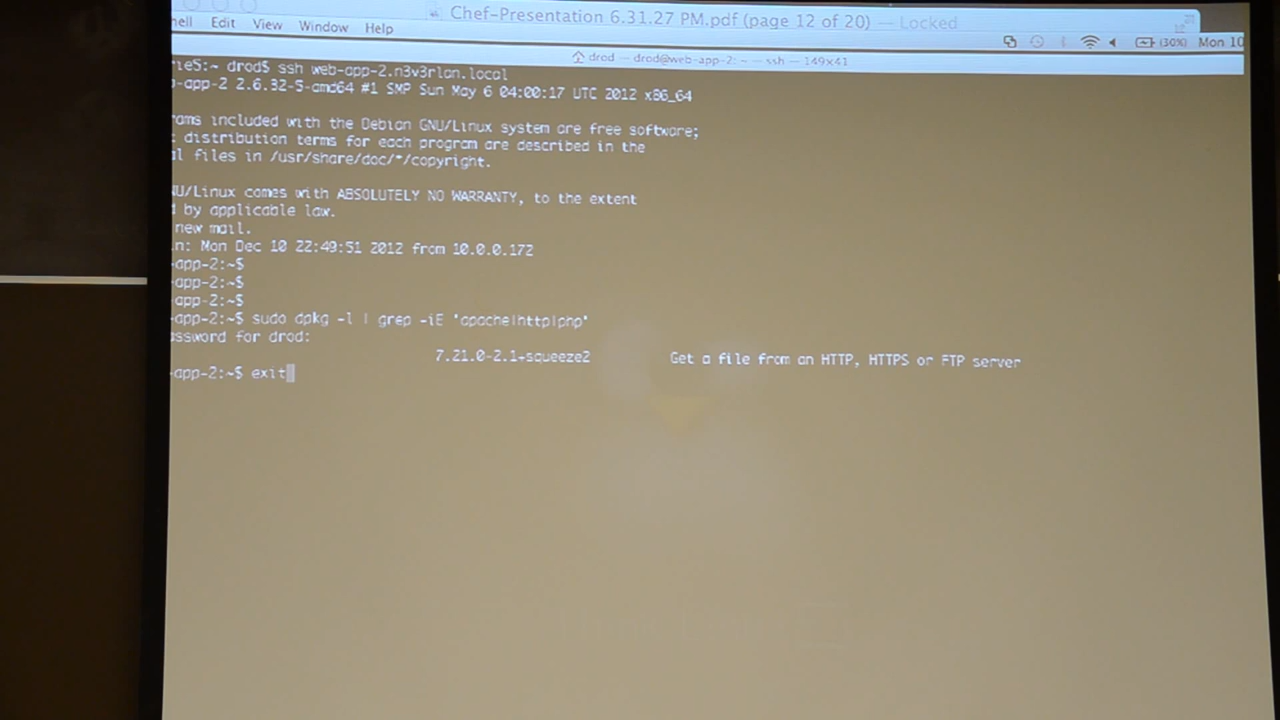 Chef-Presentation 6.31.27 PM.pdf (page 12 of 20) — Locked
hell Edit View Window Help
(30%) Mon 10
drod — drod@web-app-2: ~ — ssh — 149x41
ieS:~ drod$ ssh web-app-2.n3v3rlan.local
-app-2 2.6.32-5-amd64 #1 SMP Sun May 6 04:00:17 UTC 2012 x86_64
rams included with the Debian GNU/Linux system are free software;
t distribution terms for each program are described in the
al files in /usr/share/doc/*/copyright.
NU/Linux comes with ABSOLUTELY NO WARRANTY, to the extent
d by applicable law.
new mail.
n: Mon Dec 10 22:49:51 2012 from 10.0.0.172
-app-2:~$
-app-2:~$
-app-2:~$
-app-2:~$ sudo dpkg -l | grep -iE 'apache|http|php'
assword for drod:
7.21.0-2.1+squeeze2 Get a file from an HTTP, HTTPS or FTP server
-app-2:~$ exit